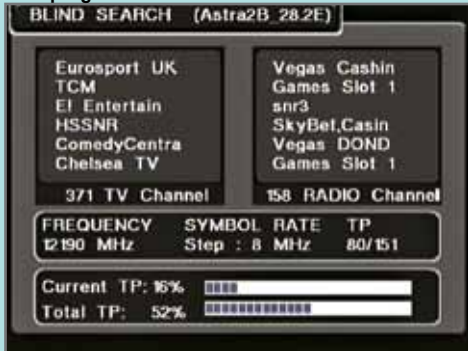 BLIND SEARCH (Astra2B 28.2E)
Eurosport UK
TCM
E! Entertain
HSSNR
ComedyCentra
Chelsea TV
371 TV Channel
Vegas Cashin
Games Slot 1
snr3
SkyBet,Casin
Vegas DOND
Games Slot 1
158 RADIO Channel
FREQUENCY SYMBOL RATE TP
12190 MHz Step : 8 MHz 80/151
Current TP: 16%
Total TP: 52%